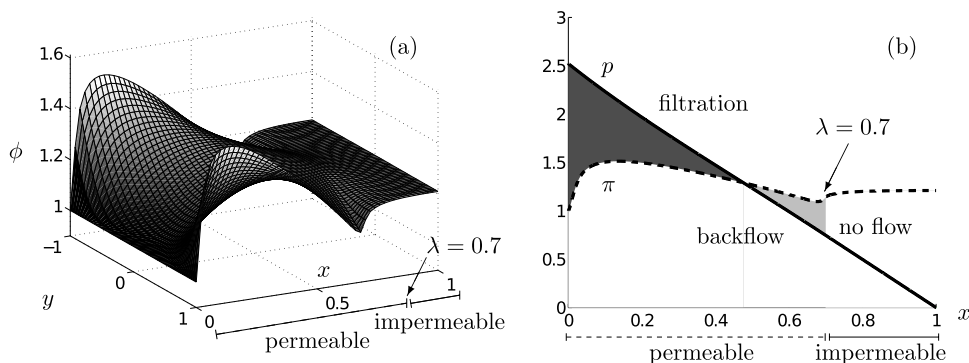 (a)
1.6
1.4
1.2
1
ϕ
−1
0
1
y
0
0.5
1
x
λ = 0.7
permeable
impermeable
(b)
3
2.5
2
1.5
1
0.5
0
p
filtration
π
λ = 0.7
backflow
no flow
0
0.2
0.4
0.6
0.8
1
x
permeable
impermeable